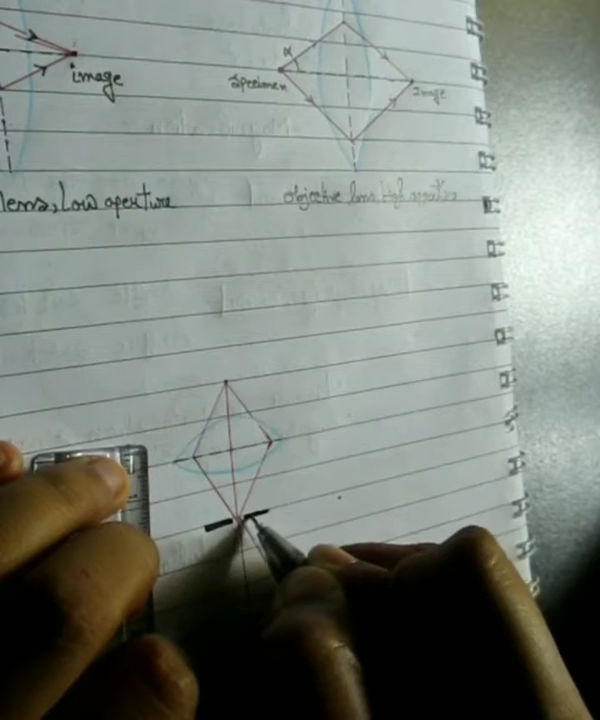 image
α
Specimen
Image
lens, Low aperture
objective lens High aperture